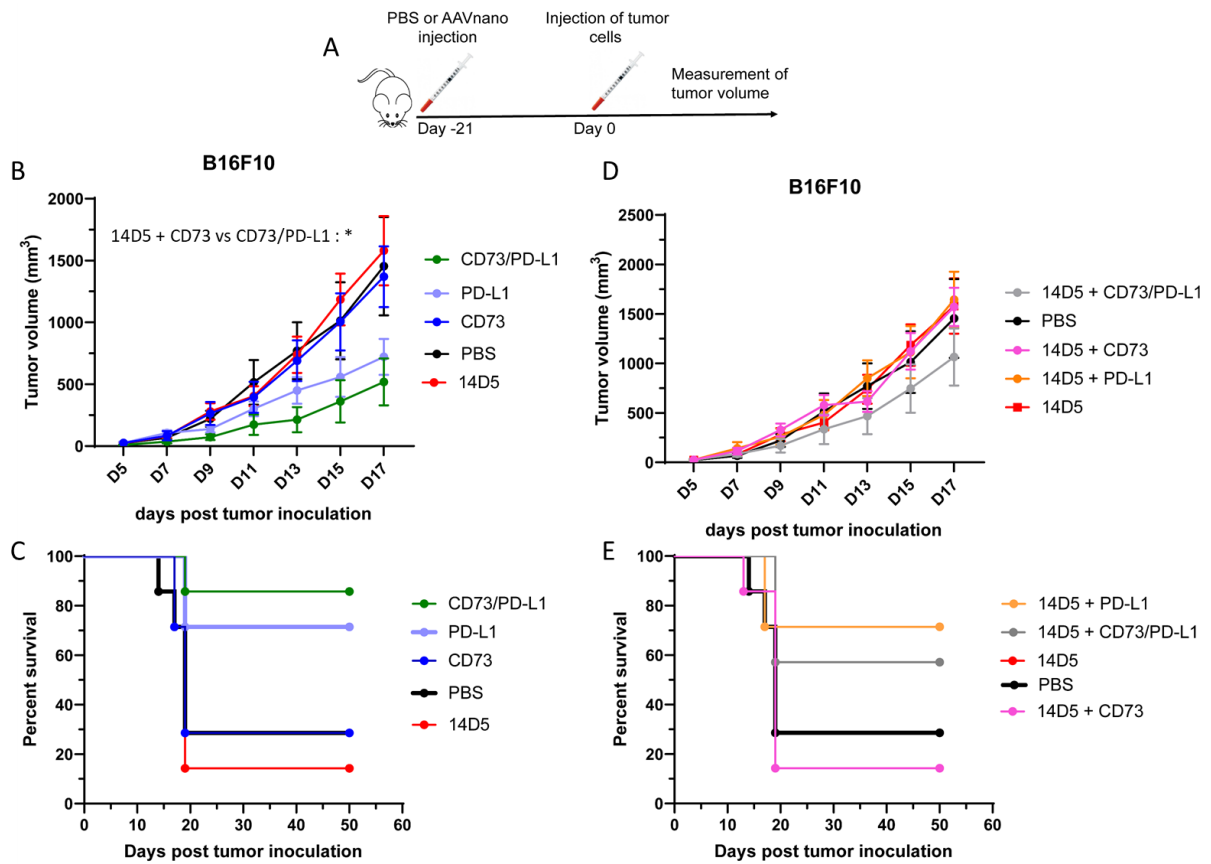 A
PBS or AAVnano
injection
Injection of tumor
cells
Measurement of
tumor volume
Day -21
Day 0
B
B16F10
Tumor volume (mm3)
2000
1500
1000
500
0
14D5 + CD73 vs CD73/PD-L1 : *
D5
D7
D9
D11
D13
D15
D17
days post tumor inoculation
CD73/PD-L1
PD-L1
CD73
PBS
14D5
D
B16F10
Tumor volume (mm3)
2500
2000
1500
1000
500
0
D5
D7
D9
D11
D13
D15
D17
days post tumor inoculation
14D5 + CD73/PD-L1
PBS
14D5 + CD73
14D5 + PD-L1
14D5
C
Percent survival
100
80
60
40
20
0
0
10
20
30
40
50
60
Days post tumor inoculation
CD73/PD-L1
PD-L1
CD73
PBS
14D5
E
Percent survival
100
80
60
40
20
0
0
10
20
30
40
50
60
Days post tumor inoculation
14D5 + PD-L1
14D5 + CD73/PD-L1
14D5
PBS
14D5 + CD73